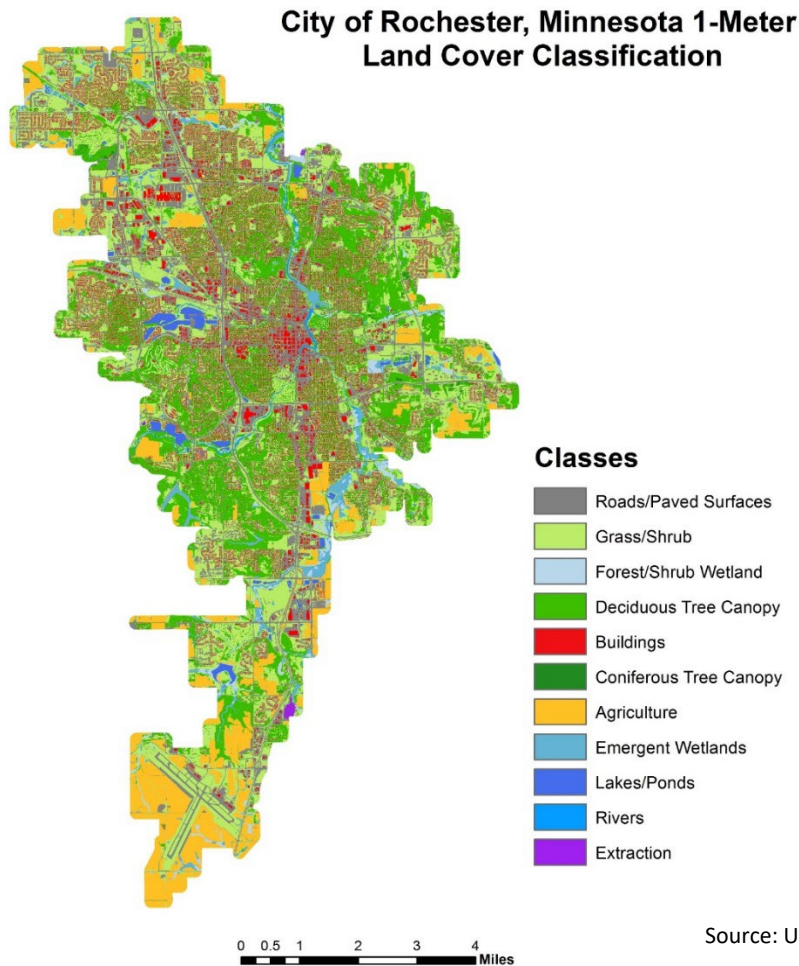 City of Rochester, Minnesota 1-Meter
Land Cover Classification
Classes
Roads/Paved Surfaces
Grass/Shrub
Forest/Shrub Wetland
Deciduous Tree Canopy
Buildings
Coniferous Tree Canopy
Agriculture
Emergent Wetlands
Lakes/Ponds
Rivers
Extraction
Source: U
0 0.5 1 2 3 4
Miles